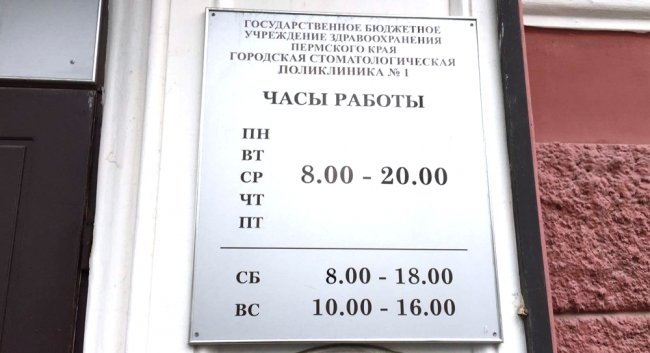 ГОСУДАРСТВЕННОЕ БЮДЖЕТНОЕ
УЧРЕЖДЕНИЕ ЗДРАВООХРАНЕНИЯ
ПЕРМСКОГО КРАЯ
ГОРОДСКАЯ СТОМАТОЛОГИЧЕСКАЯ
ПОЛИКЛИНИКА № 1
ЧАСЫ РАБОТЫ
ПН
ВТ
СР 8.00 - 20.00
ЧТ
ПТ
СБ 8.00 - 18.00
ВС 10.00 - 16.00